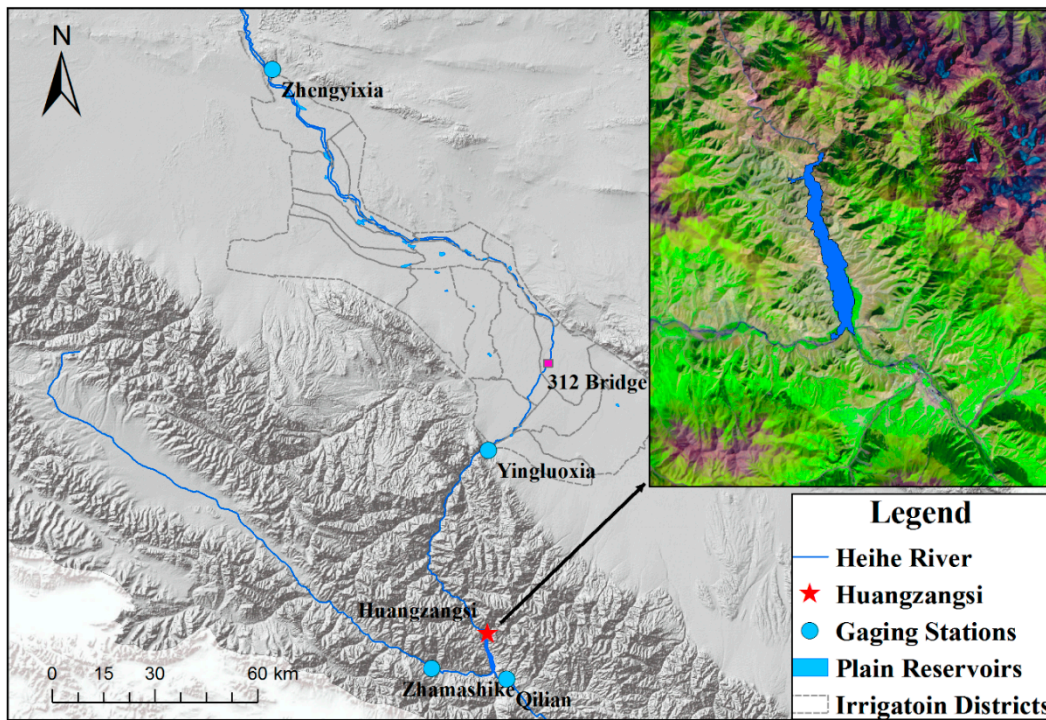 N
Zhengyixia
312 Bridge
Yingluoxia
Huangzangsi
Zhamashike
Qilian
0 15 30 60 km
Legend
Heihe River
Huangzangsi
Gaging Stations
Plain Reservoirs
Irrigatoin Districts